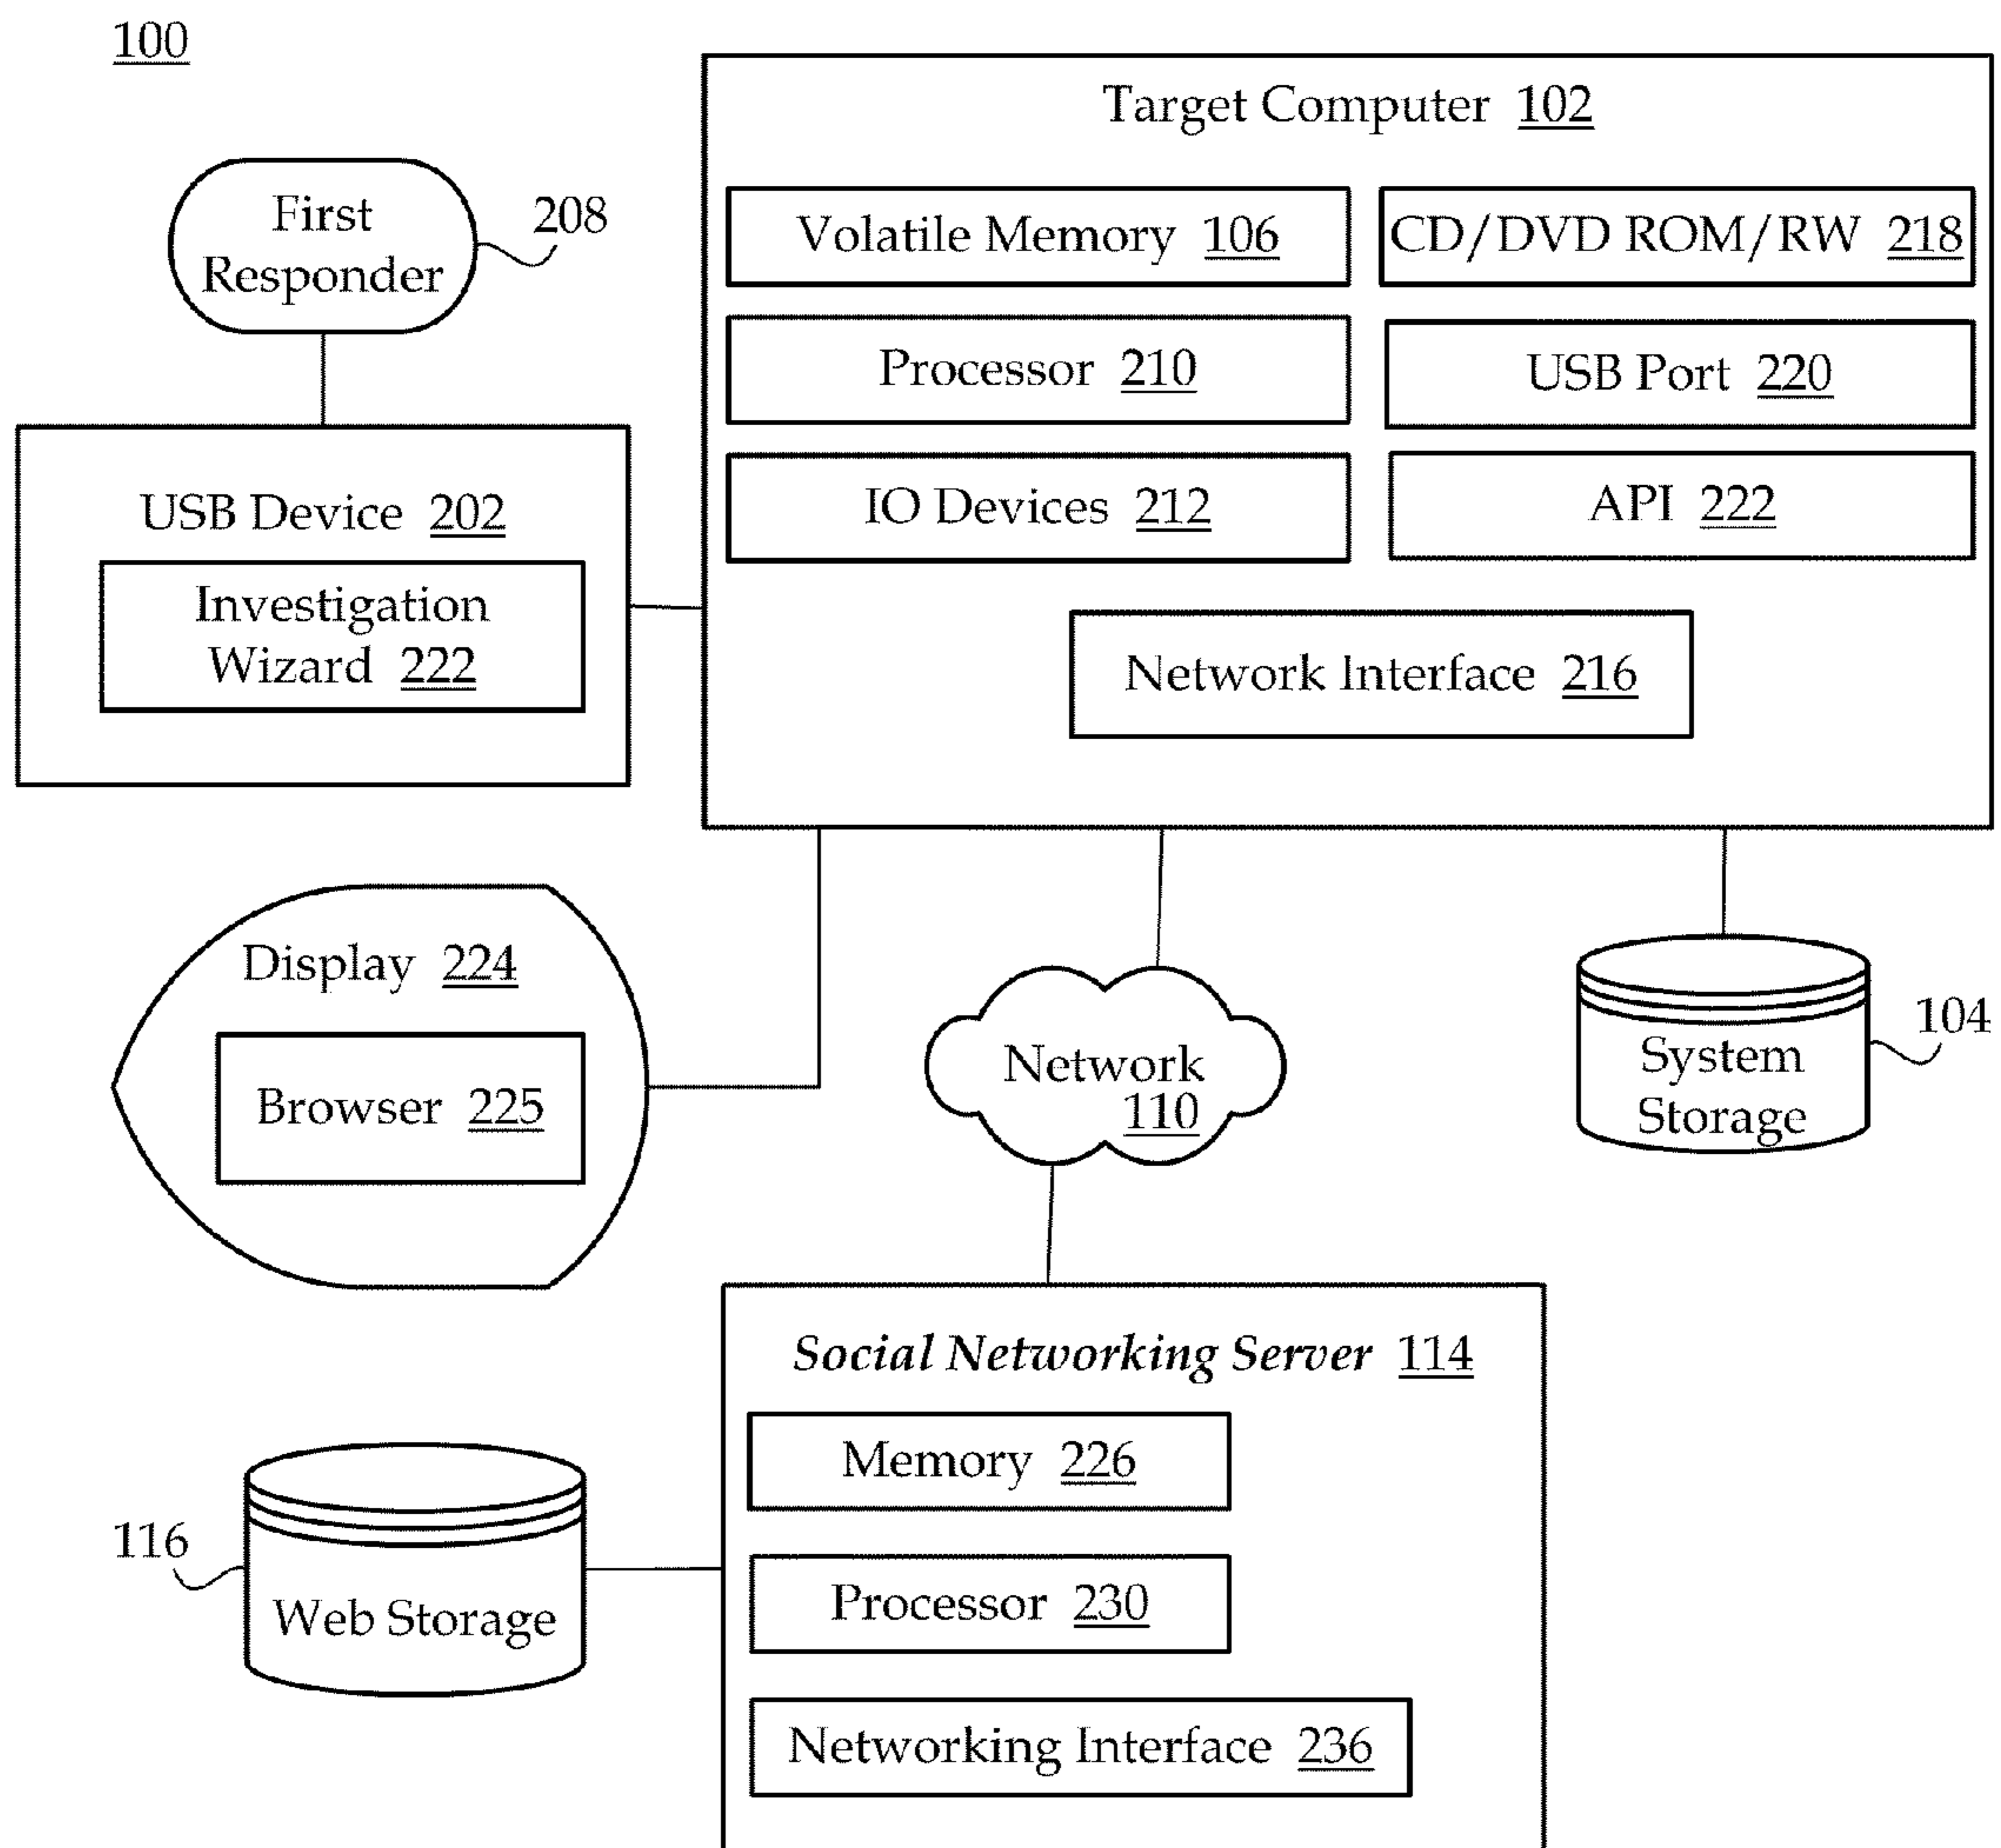 100
Target Computer 102
First
Responder
208
Volatile Memory 106
CD/DVD ROM/RW 218
Processor 210
USB Port 220
IO Devices 212
API 222
Network Interface 216
USB Device 202
Investigation
Wizard 222
Display 224
Browser 225
Network
110
System
Storage
104
Social Networking Server 114
Memory 226
Processor 230
Networking Interface 236
116
Web Storage